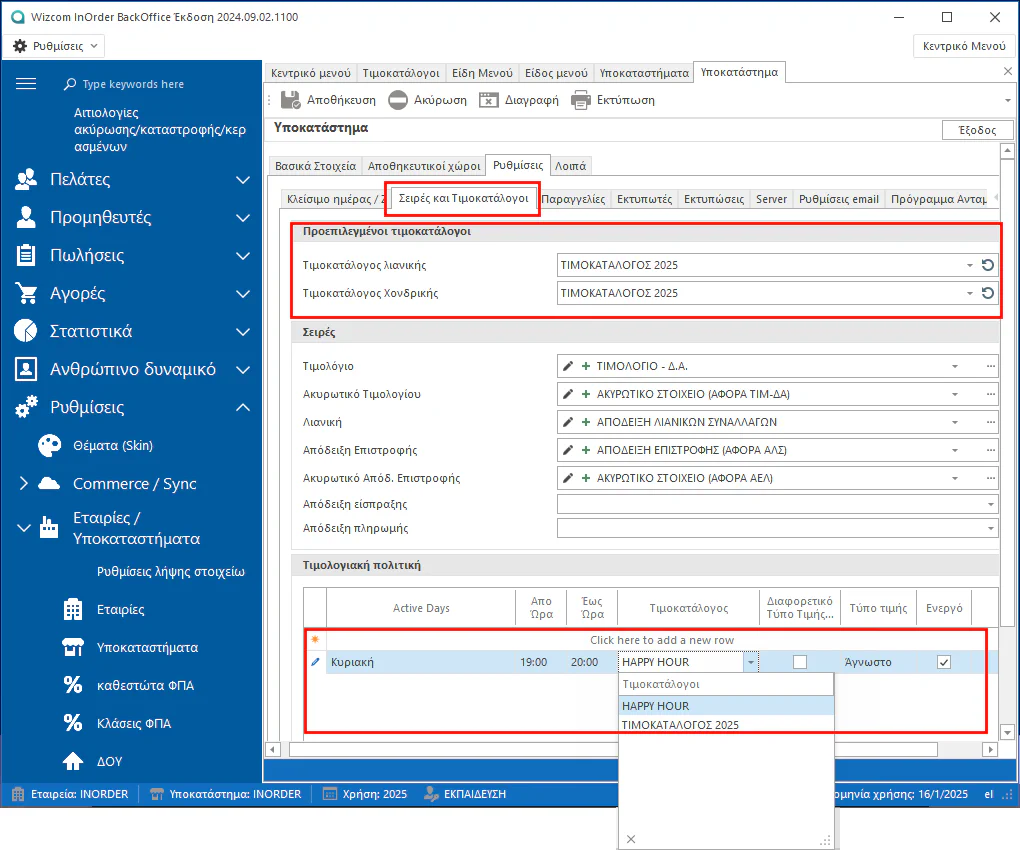 Wizcom InOrder BackOffice Έκδοση 2024.09.02.1100
Ρυθμίσεις
Κεντρικό Μενού
Type keywords here
Αιτιολογίες
ακύρωσης/καταστροφής/κερ
ασμένων
Πελάτες
Προμηθευτές
Πωλήσεις
Αγορές
Στατιστικά
Ανθρώπινο δυναμικό
Ρυθμίσεις
Θέματα (Skin)
Commerce / Sync
Εταιρίες /
Υποκαταστήματα
Ρυθμίσεις λήψης στοιχείω
Εταιρίες
Υποκαταστήματα
καθεστώτα ΦΠΑ
Κλάσεις ΦΠΑ
ΔΟΥ
Κεντρικό μενού Τιμοκατάλογοι Είδη Μενού Είδος μενού Υποκαταστήματα Υποκατάστημα
Αποθήκευση Ακύρωση Διαγραφή Εκτύπωση
Υποκατάστημα
Έξοδος
Βασικά Στοιχεία Αποθηκευτικοί χώροι Ρυθμίσεις Λοιπά
Κλείσιμο ημέρας / Σειρές και Τιμοκατάλογοι Παραγγελίες Εκτυπωτές Εκτυπώσεις Server Ρυθμίσεις email Πρόγραμμα Ανταμ
Προεπιλεγμένοι τιμοκατάλογοι
Τιμοκατάλογος λιανικής ΤΙΜΟΚΑΤΑΛΟΓΟΣ 2025
Τιμοκατάλογος Χονδρικής ΤΙΜΟΚΑΤΑΛΟΓΟΣ 2025
Σειρές
Τιμολόγιο ΤΙΜΟΛΟΓΙΟ - Δ.Α.
Ακυρωτικό Τιμολογίου ΑΚΥΡΩΤΙΚΟ ΣΤΟΙΧΕΙΟ (ΑΦΟΡΑ ΤΙΜ-ΔΑ)
Λιανική ΑΠΟΔΕΙΞΗ ΛΙΑΝΙΚΩΝ ΣΥΝΑΛΛΑΓΩΝ
Απόδειξη Επιστροφής ΑΠΟΔΕΙΞΗ ΕΠΙΣΤΡΟΦΗΣ (ΑΦΟΡΑ ΑΛΣ)
Ακυρωτικό Απόδ. Επιστροφής ΑΚΥΡΩΤΙΚΟ ΣΤΟΙΧΕΙΟ (ΑΦΟΡΑ ΑΕΛ)
Απόδειξη είσπραξης
Απόδειξη πληρωμής
Τιμολογιακή πολιτική
Active Days Απο Ώρα Έως Ώρα Τιμοκατάλογος Διαφορετικό Τύπο Τιμής... Τύπο τιμής Ενεργό
Click here to add a new row
Κυριακή 19:00 20:00 HAPPY HOUR Άγνωστο
Τιμοκατάλογοι
HAPPY HOUR
ΤΙΜΟΚΑΤΑΛΟΓΟΣ 2025
Εταιρεία: INORDER Υποκατάστημα: INORDER Χρήση: 2025 ΕΚΠΑΙΔΕΥΣΗ ομηνία χρήσης: 16/1/2025 el